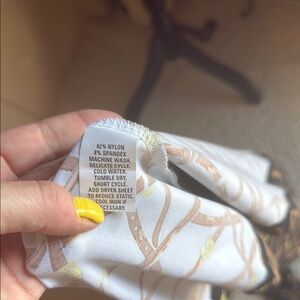 82% NYLON
8% SPANDEX
MACHINE WASH.
DELICATE CYCLE.
COLD WATER.
TUMBLE DRY,
SHORT CYCLE.
ADD DRYER SHEET
TO REDUCE STATIC
COOL IRON IF
NECESSARY.